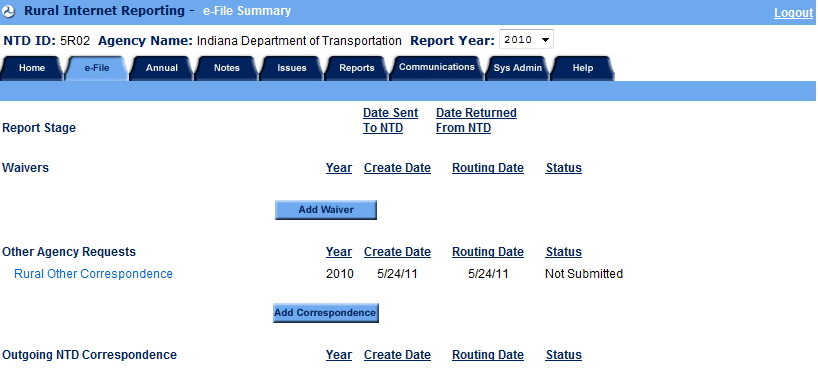 Rural Internet Reporting - e-File Summary Logout
NTD ID: 5R02 Agency Name: Indiana Department of Transportation Report Year: 2010
Home e-File Annual Notes Issues Reports Communications Sys Admin Help
Date Sent Date Returned
Report Stage To NTD From NTD
Waivers Year Create Date Routing Date Status
Add Waiver
Other Agency Requests Year Create Date Routing Date Status
Rural Other Correspondence 2010 5/24/11 5/24/11 Not Submitted
Add Correspondence
Outgoing NTD Correspondence Year Create Date Routing Date Status